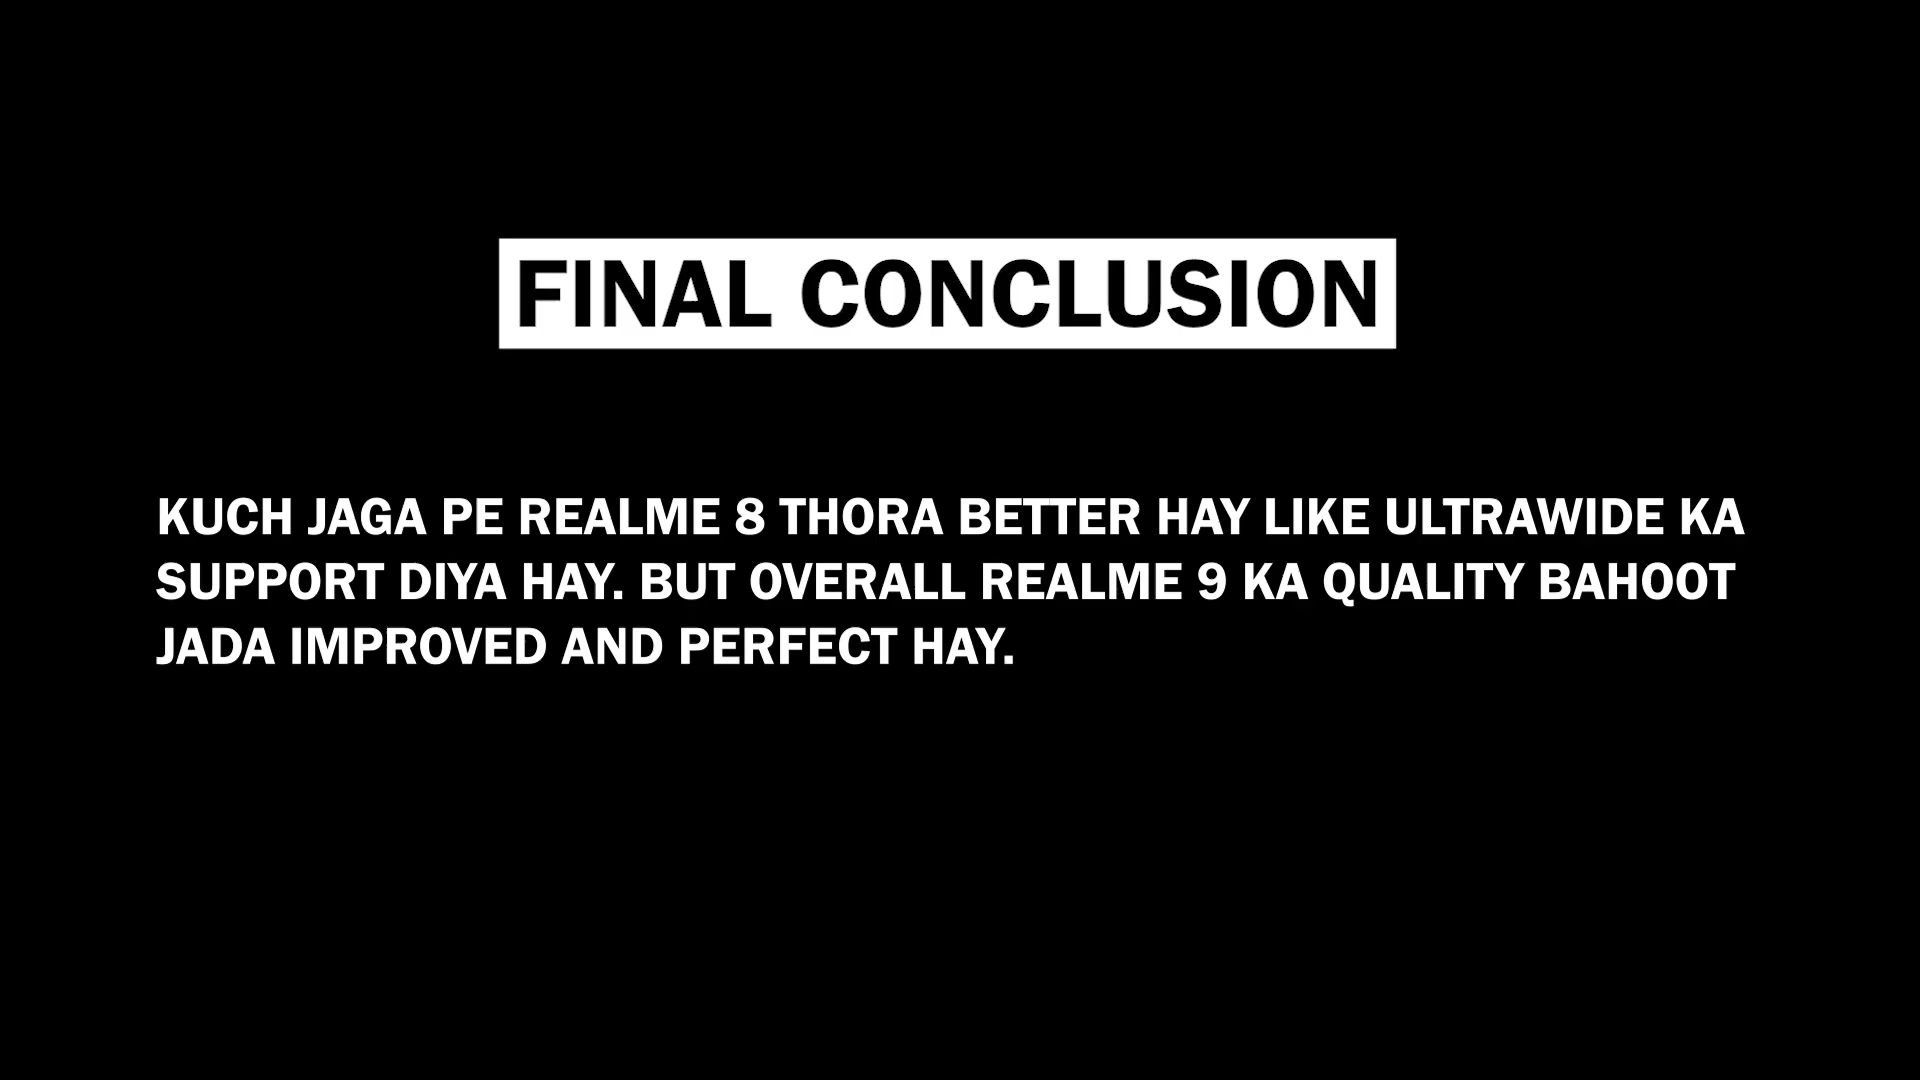 FINAL CONCLUSION
KUCH JAGA PE REALME 8 THORA BETTER HAY LIKE ULTRAWIDE KA
SUPPORT DIYA HAY. BUT OVERALL REALME 9 KA QUALITY BAHOOT
JADA IMPROVED AND PERFECT HAY.